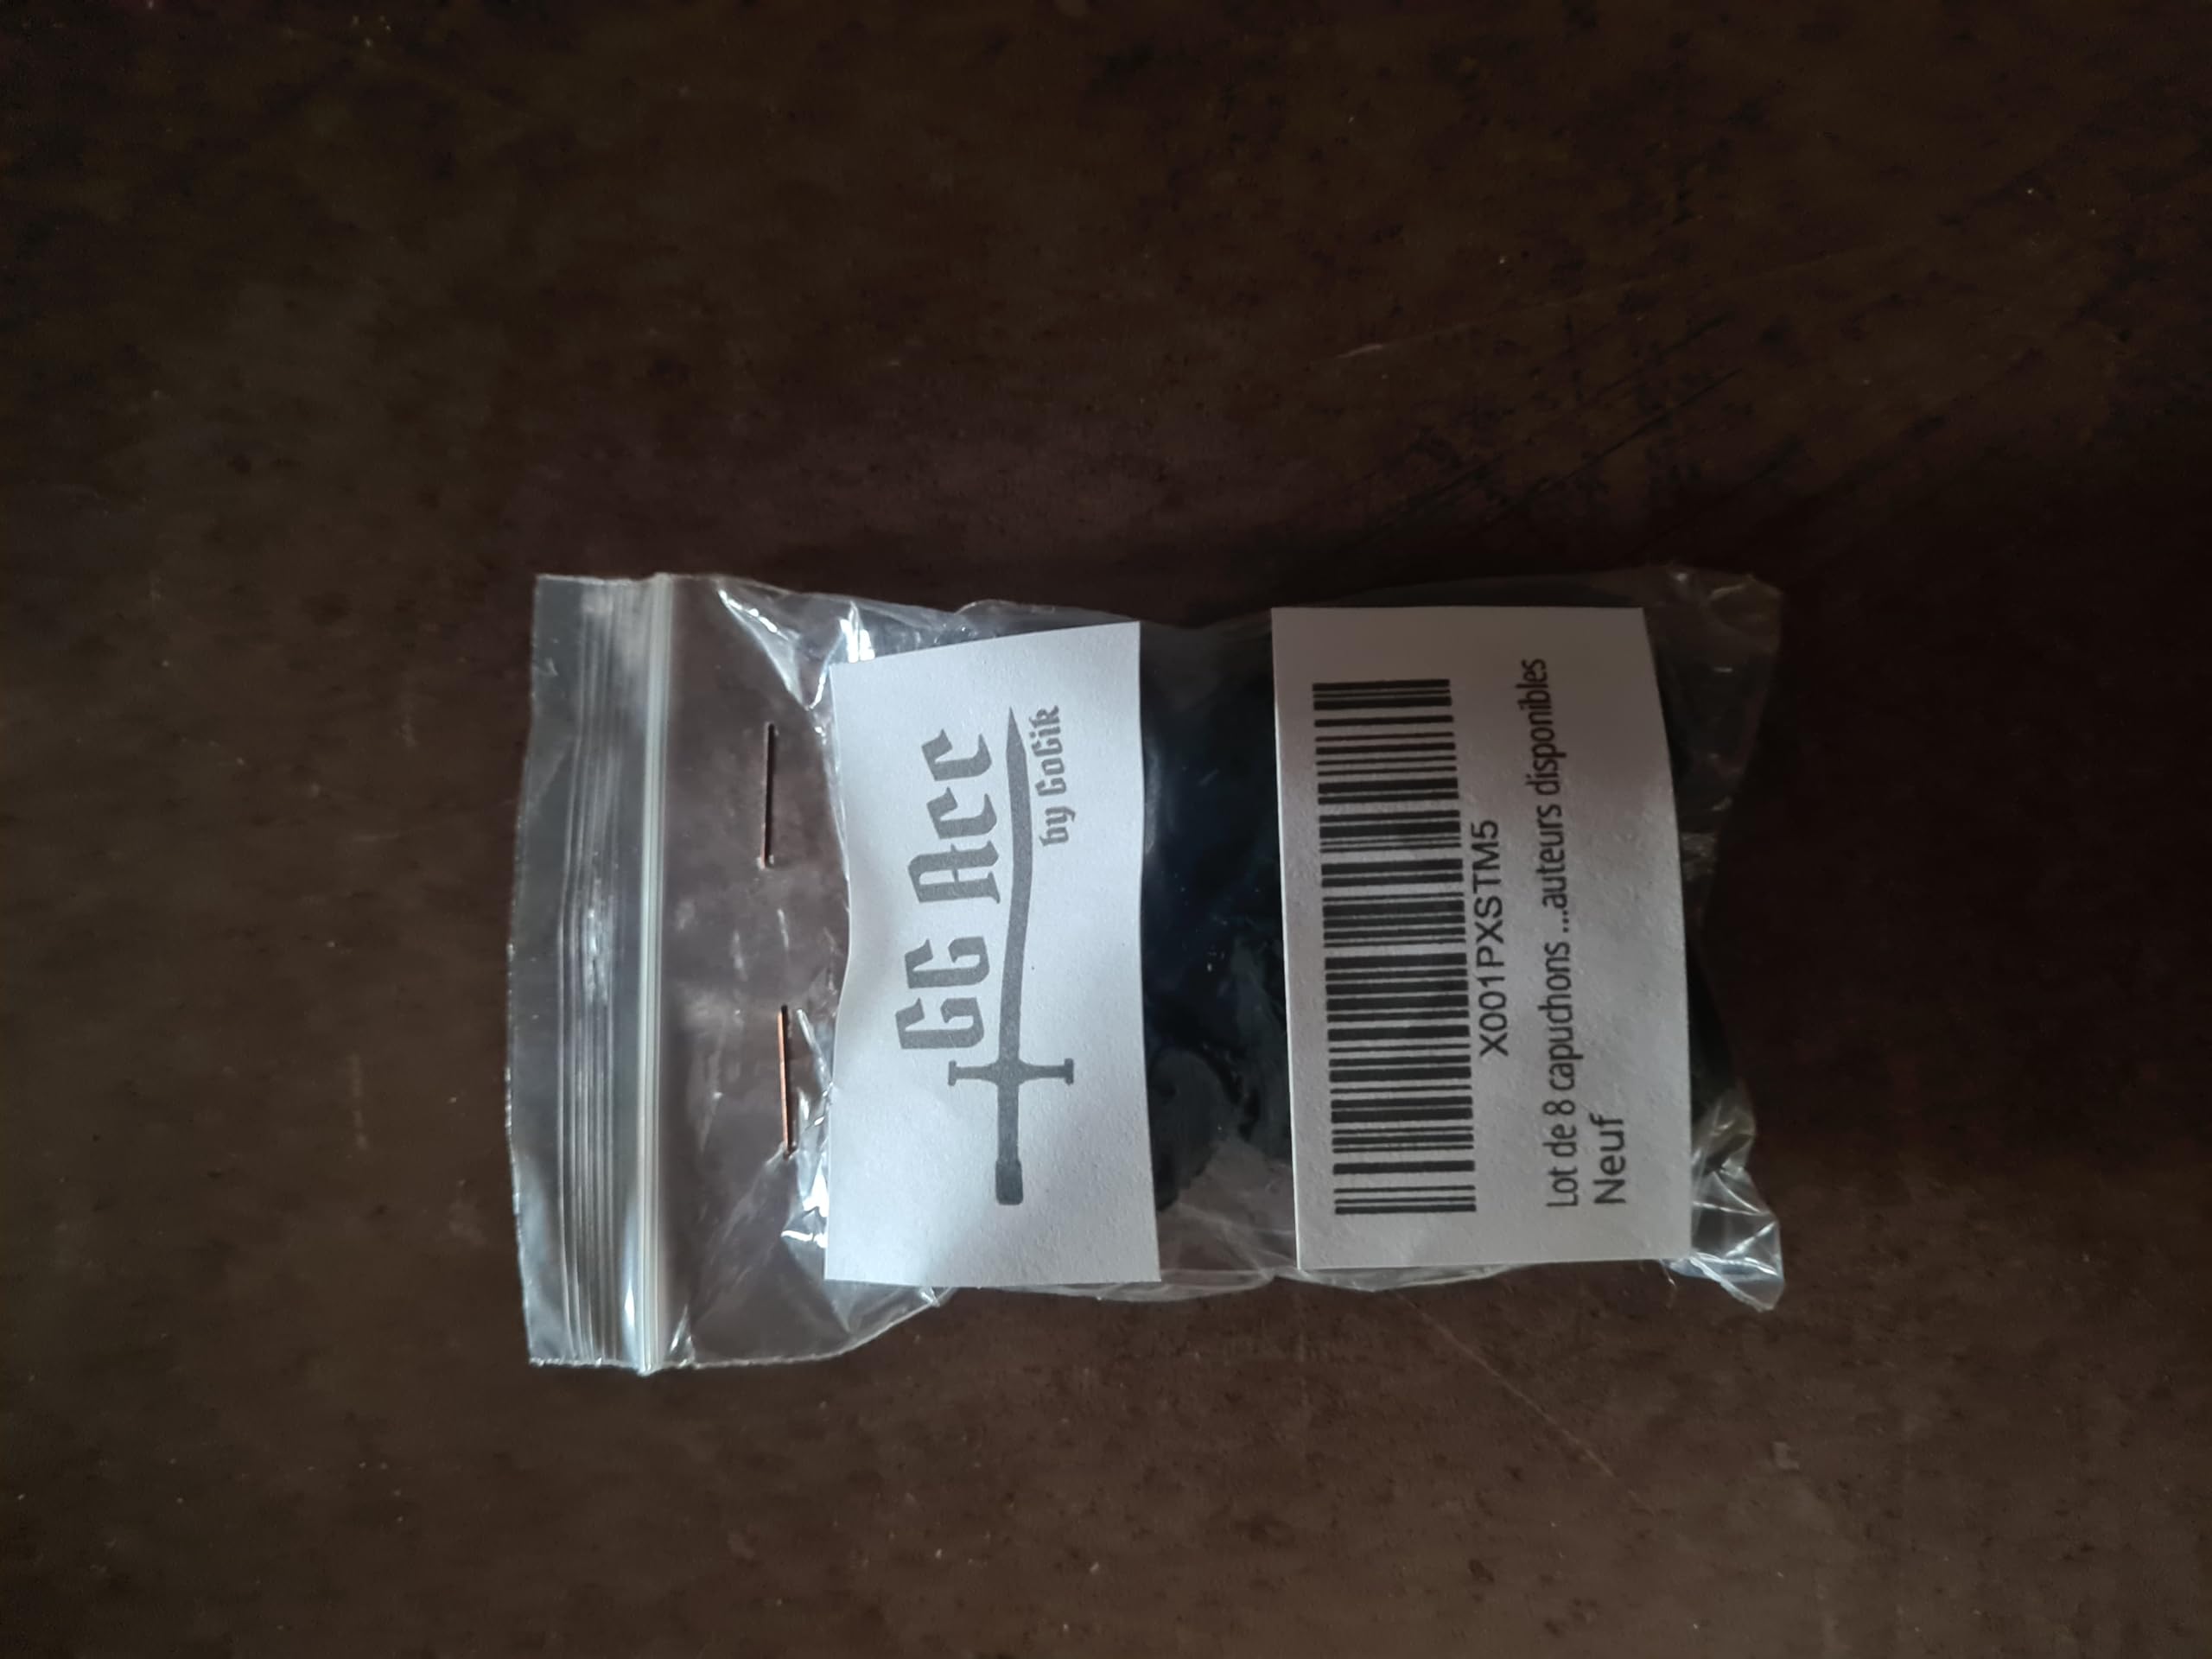 GG Acc
by GoGik
X001PXSTM5
Lot de 8 capuchons ...auteurs disponibles
Neuf